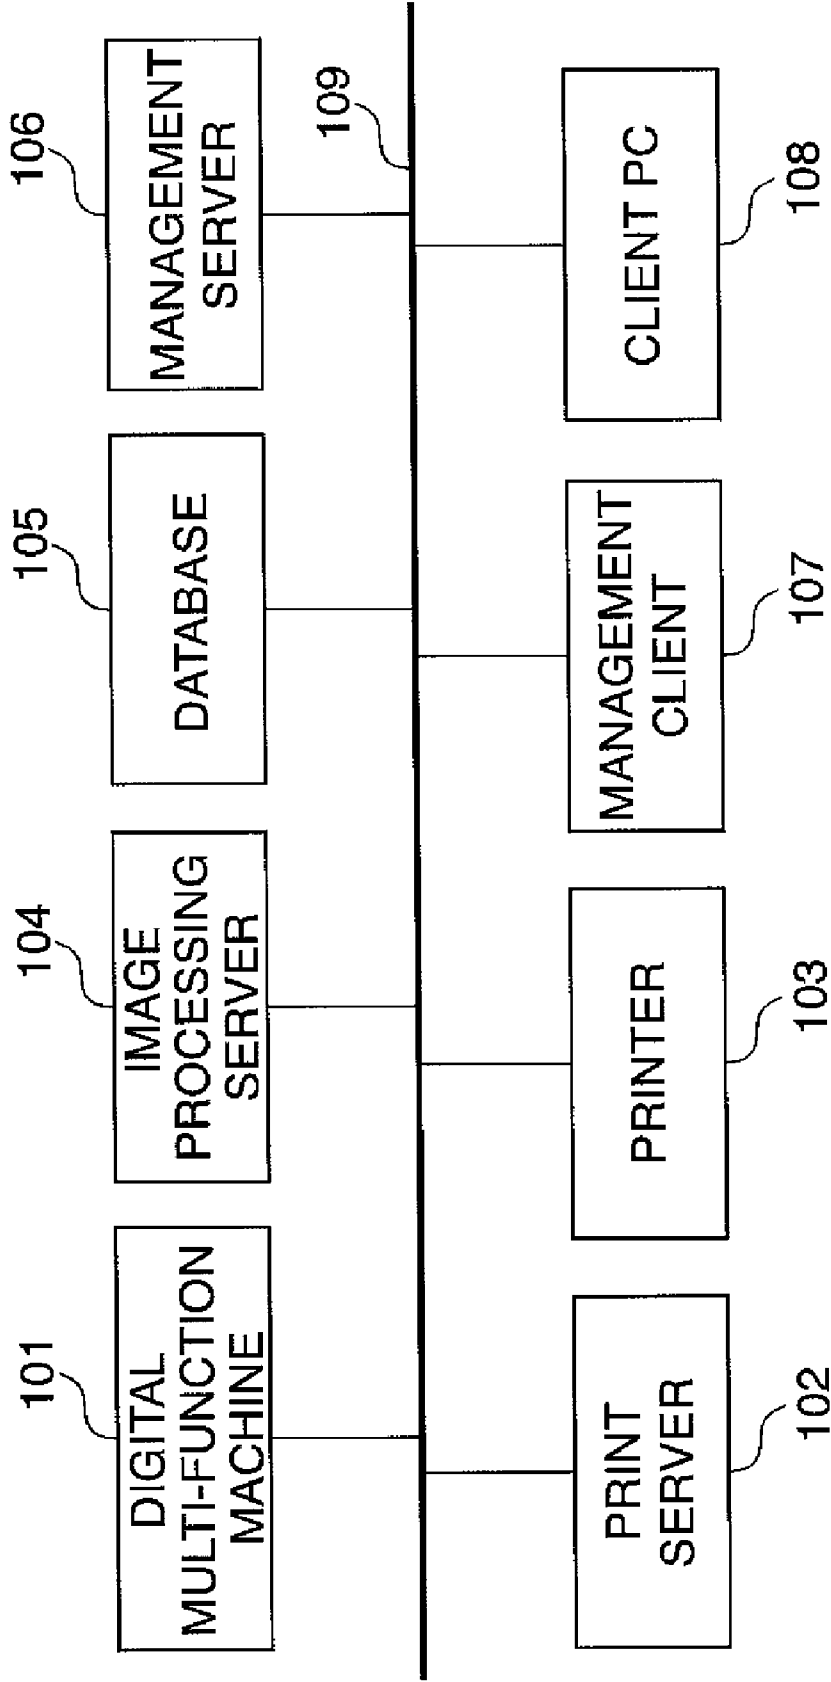 101
DIGITAL
MULTI-FUNCTION
MACHINE
104
IMAGE
PROCESSING
SERVER
105
DATABASE
106
MANAGEMENT
SERVER
109
PRINT
SERVER
102
PRINTER
103
MANAGEMENT
CLIENT
107
CLIENT PC
108